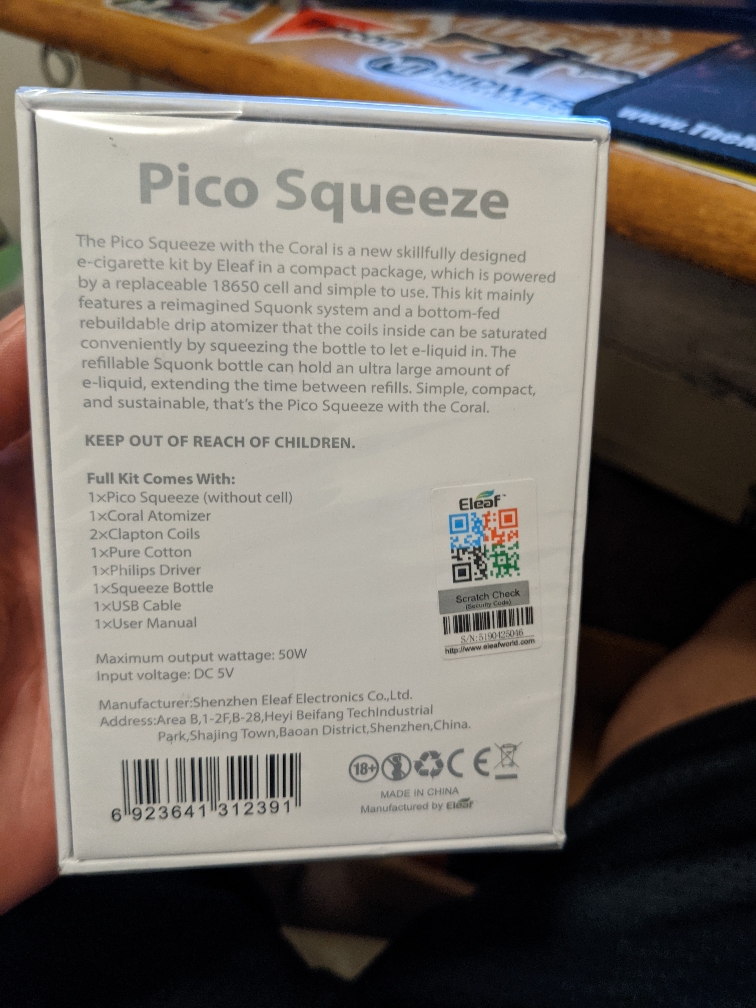 MIDWES
www.The
Pico Squeeze
The Pico Squeeze with the Coral is a new skillfully designed
e-cigarette kit by Eleaf in a compact package, which is powered
by a replaceable 18650 cell and simple to use. This kit mainly
features a reimagined Squonk system and a bottom-fed
rebuildable drip atomizer that the coils inside can be saturated
conveniently by squeezing the bottle to let e-liquid in. The
refillable Squonk bottle can hold an ultra large amount of
e-liquid, extending the time between refills. Simple, compact,
and sustainable, that's the Pico Squeeze with the Coral.
KEEP OUT OF REACH OF CHILDREN.
Full Kit Comes With:
1×Pico Squeeze (without cell)
1×Coral Atomizer
2×Clapton Coils
1×Pure Cotton
1×Philips Driver
1×Squeeze Bottle
1×USB Cable
1×User Manual
Eleaf™
Scratch Check
(Security Code)
S/N:5190425046
http://www.eleafworld.com
Maximum output wattage: 50W
Input voltage: DC 5V
Manufacturer:Shenzhen Eleaf Electronics Co.,Ltd.
Address:Area B,1-2F,B-28,Heyi Beifang TechIndustrial
Park,Shajing Town,Baoan District,Shenzhen,China.
6 923641 312391
18+ CE
MADE IN CHINA
Manufactured by Eleaf